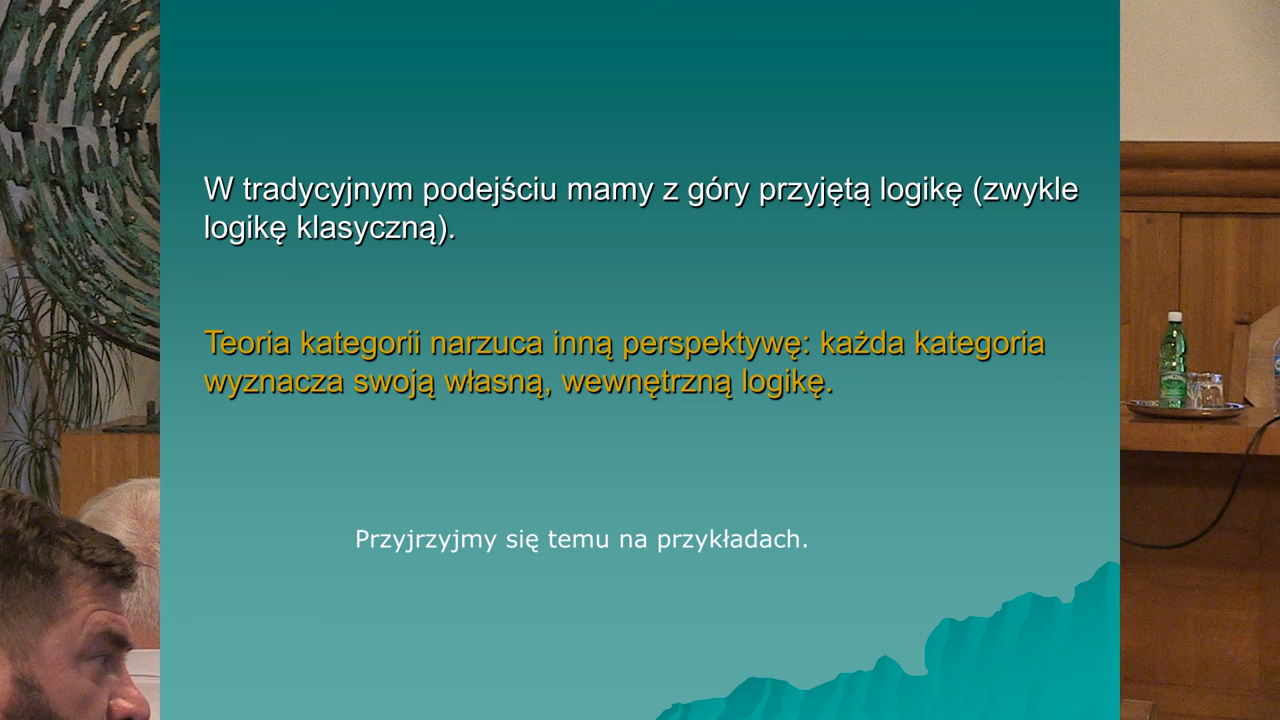 W tradycyjnym podejściu mamy z góry przyjętą logikę (zwykle
logikę klasyczną).
Teoria kategorii narzuca inną perspektywę: każda kategoria
wyznacza swoją własną, wewnętrzną logikę.
Przyjrzyjmy się temu na przykładach.